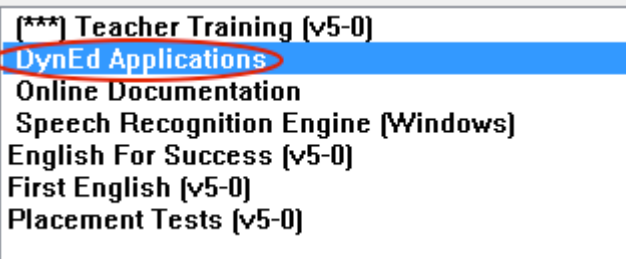 (***) Teacher Training (v5-0)
DynEd Applications
Online Documentation
Speech Recognition Engine (Windows)
English For Success (v5-0)
First English (v5-0)
Placement Tests (v5-0)